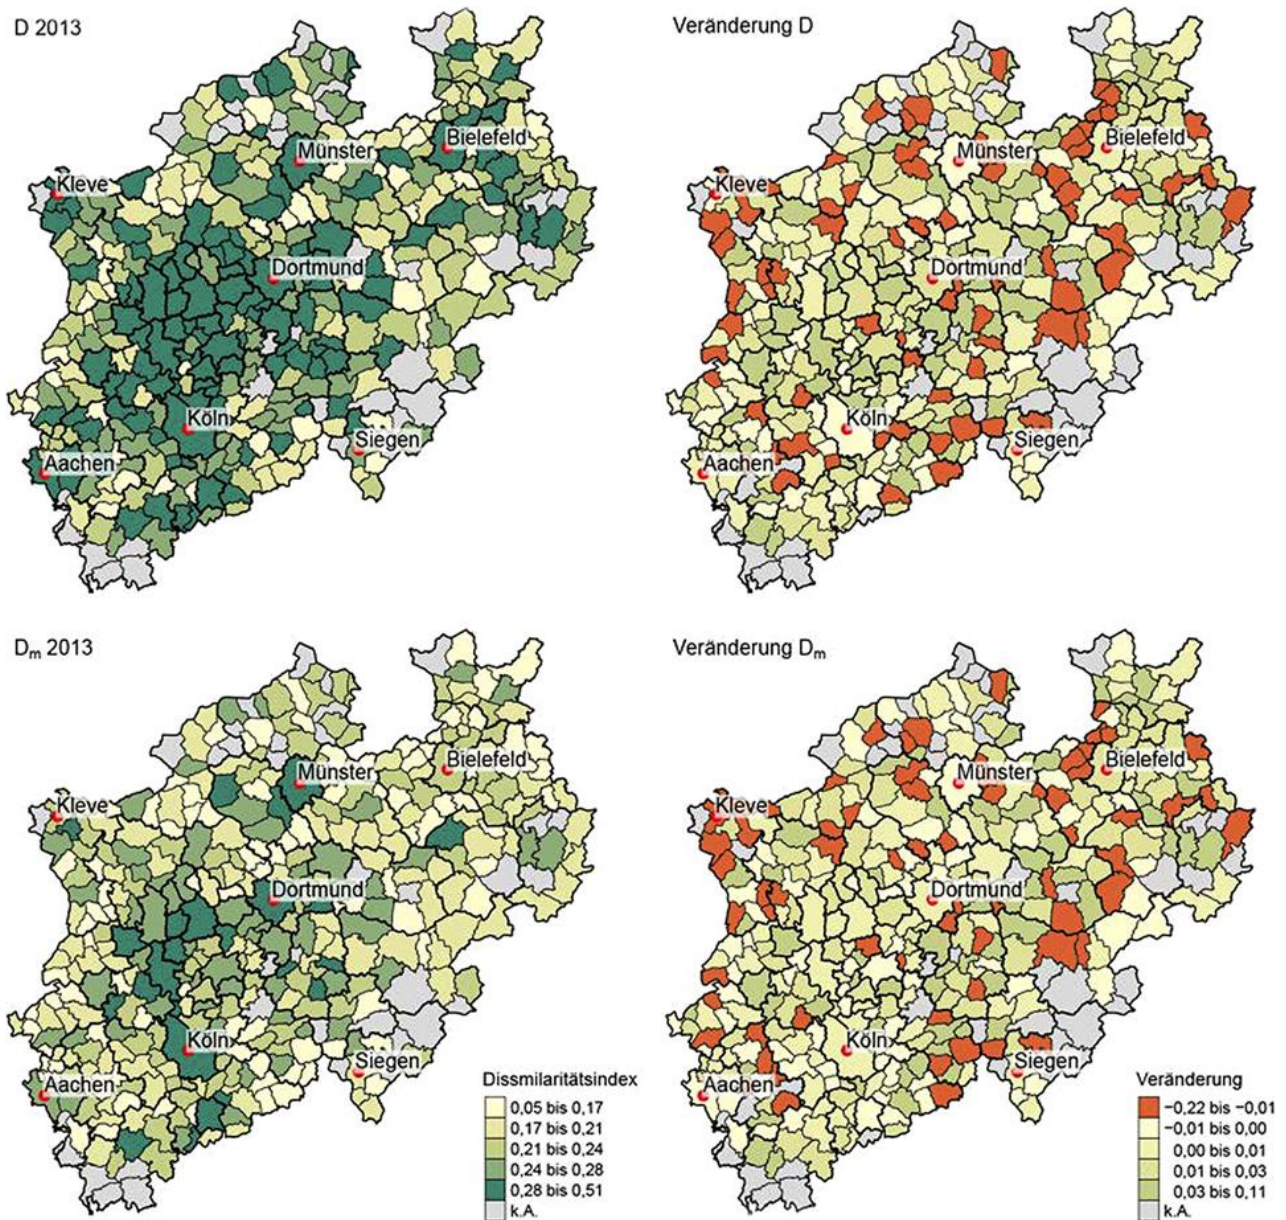 D 2013
Veränderung D
Bielefeld
Münster
Kleve
Dortmund
Köln
Siegen
Aachen
Bielefeld
Münster
Kleve
Dortmund
Köln
Siegen
Aachen
Dm 2013
Veränderung Dm
Bielefeld
Münster
Kleve
Dortmund
Köln
Siegen
Aachen
Dissmilaritätsindex
0,05 bis 0,17
0,17 bis 0,21
0,21 bis 0,24
0,24 bis 0,28
0,28 bis 0,51
k.A.
Bielefeld
Münster
Kleve
Dortmund
Köln
Siegen
Aachen
Veränderung
−0,22 bis −0,01
−0,01 bis 0,00
0,00 bis 0,01
0,01 bis 0,03
0,03 bis 0,11
k.A.